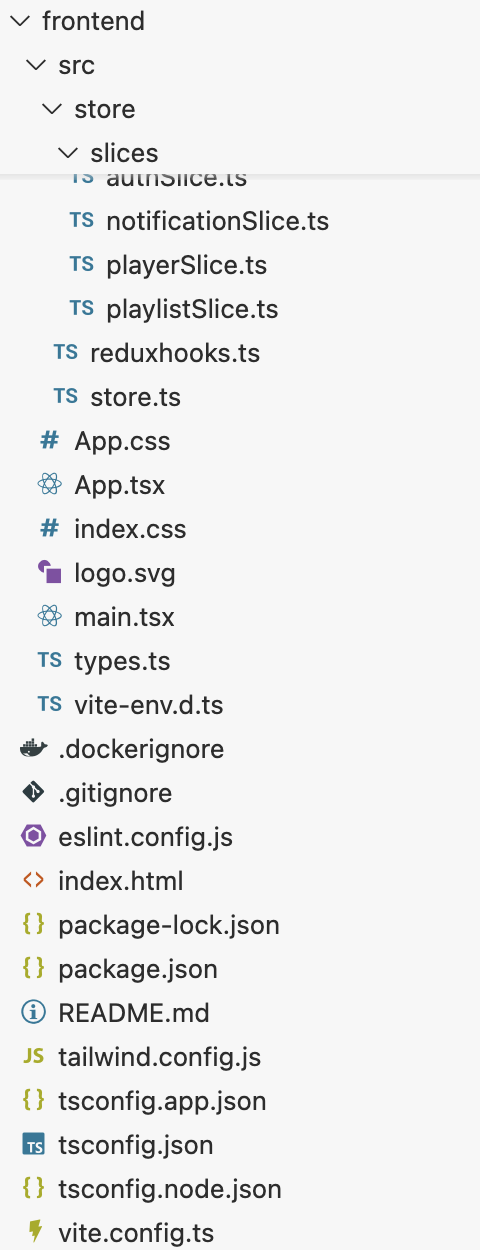 frontend
src
store
slices
TS authSlice.ts
TS notificationSlice.ts
TS playerSlice.ts
TS playlistSlice.ts
TS reduxhooks.ts
TS store.ts
# App.css
App.tsx
# index.css
logo.svg
main.tsx
TS types.ts
TS vite-env.d.ts
.dockerignore
.gitignore
eslint.config.js
<> index.html
{} package-lock.json
{} package.json
README.md
JS tailwind.config.js
{} tsconfig.app.json
TS tsconfig.json
{} tsconfig.node.json
vite.config.ts